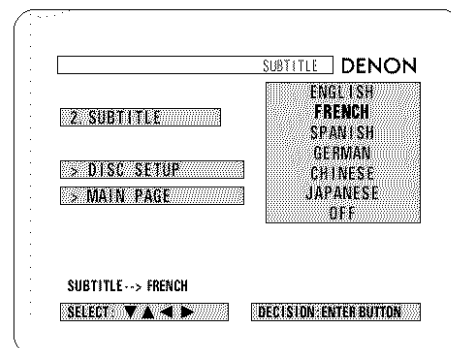 SUBTITLE DENON
2. SUBTITLE
> DISC SETUP
> MAIN PAGE
ENGLISH
FRENCH
SPANISH
GERMAN
CHINESE
JAPANESE
OFF
SUBTITLE--> FRENCH
SELECT: ▼ ▲ ◀ ▶
DECISION:ENTER BUTTON